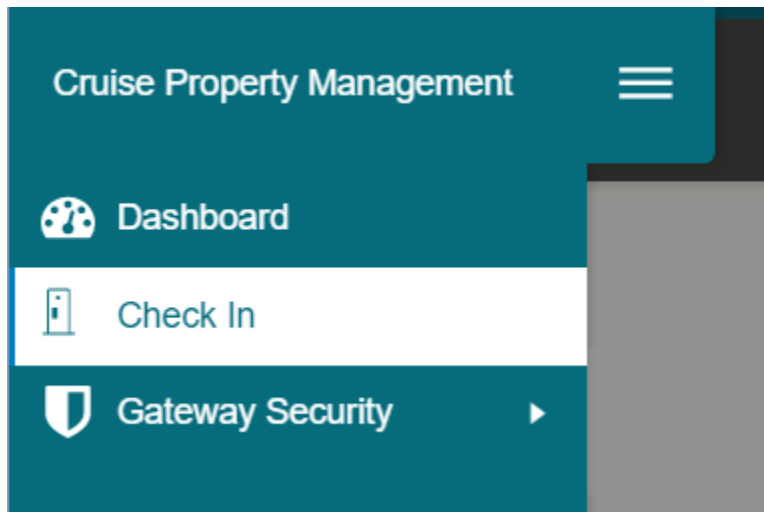 Cruise Property Management
Dashboard
Check In
Gateway Security